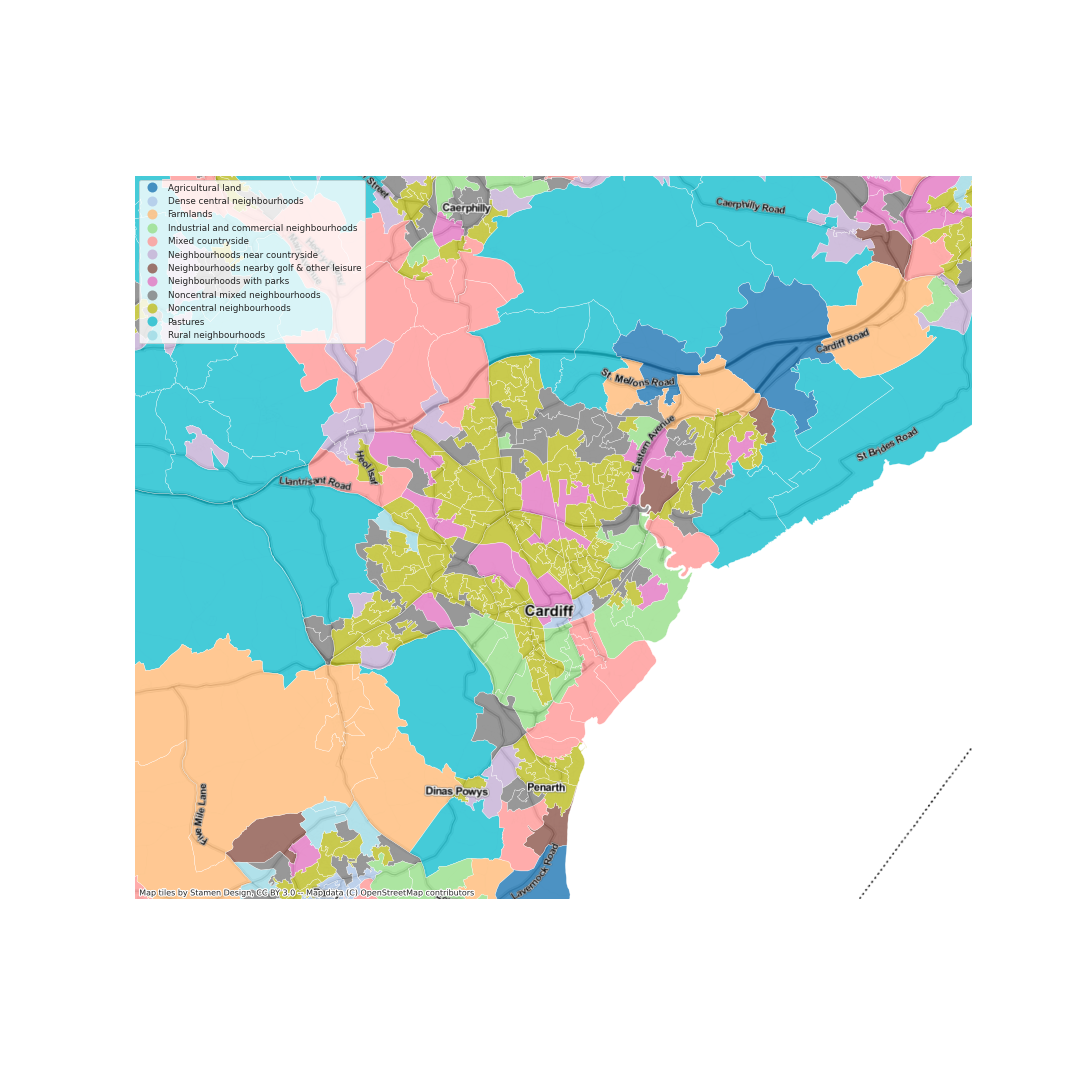 Agricultural land
Dense central neighbourhoods
Farmlands
Industrial and commercial neighbourhoods
Mixed countryside
Neighbourhoods near countryside
Neighbourhoods nearby golf & other leisure
Neighbourhoods with parks
Noncentral mixed neighbourhoods
Noncentral neighbourhoods
Pastures
Rural neighbourhoods
Street
Caerphilly
Caerphilly Road
Cardiff Road
St. Mellons Road
Eastern Avenue
St Brides Road
Heol Isaf
Llantrisant Road
Cardiff
Five Mile Lane
Dinas Powys
Penarth
Lavernock Road
Map tiles by Stamen Design, CC BY 3.0 -- Map data (C) OpenStreetMap contributors